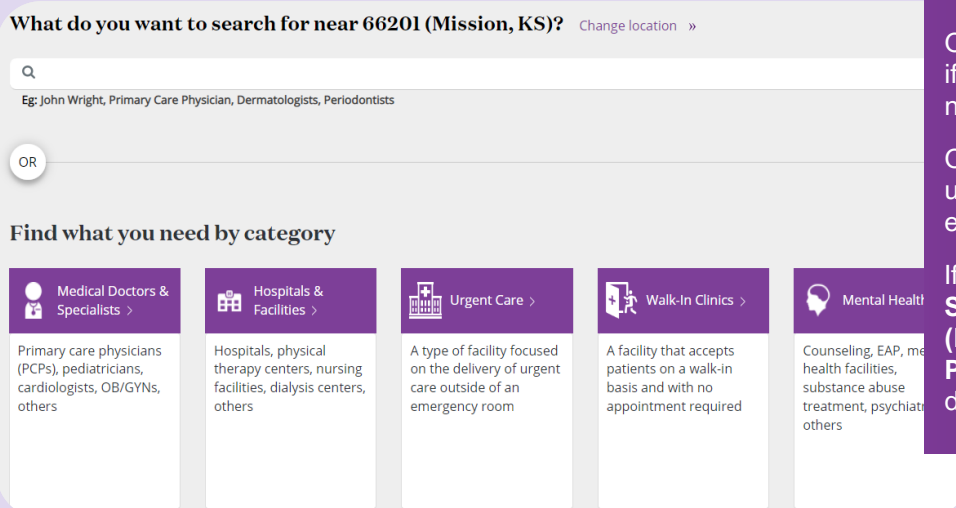 What do you want to search for near 66201 (Mission, KS)? Change location »
Eg: John Wright, Primary Care Physician, Dermatologists, Periodontists
OR
Find what you need by category
Medical Doctors &
Specialists >
Primary care physicians
(PCPs), pediatricians,
cardiologists, OB/GYNs,
others
Hospitals &
Facilities >
Hospitals, physical
therapy centers, nursing
facilities, dialysis centers,
others
Urgent Care >
A type of facility focused
on the delivery of urgent
care outside of an
emergency room
Walk-In Clinics >
A facility that accepts
patients on a walk-in
basis and with no
appointment required
Mental Health
Counseling, EAP,
health facilities,
substance abuse
treatment,
others
If